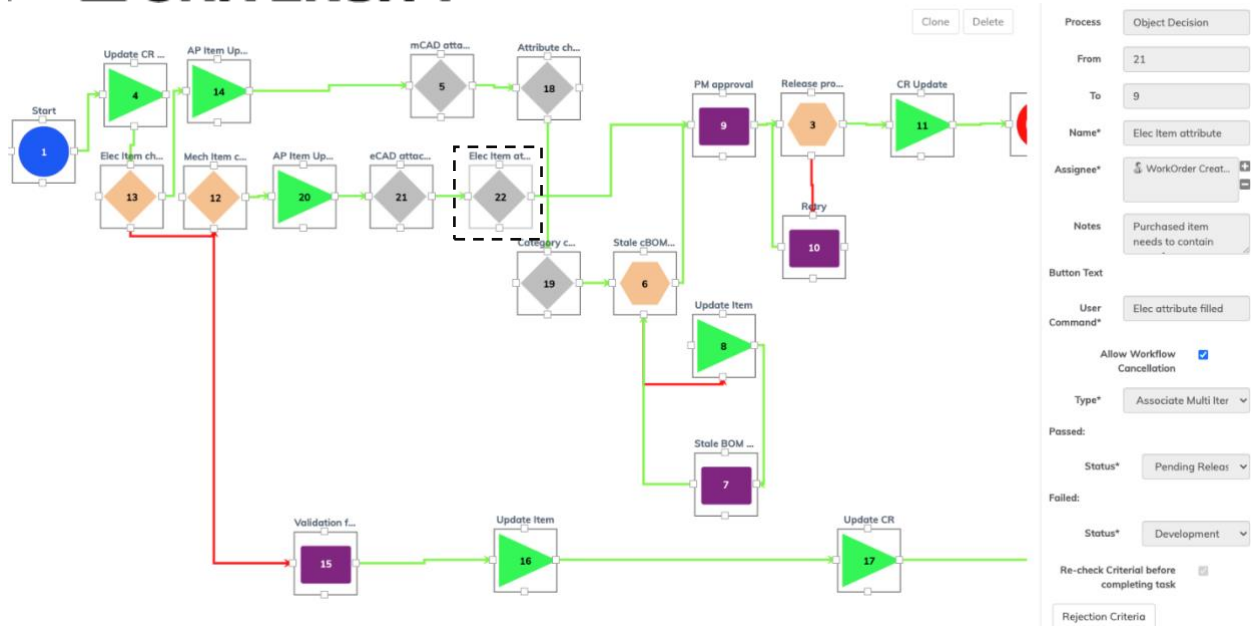 Clone Delete
mCAD atta...
Attribute ch...
Update CR ...
AP Item Up...
5
18
4
14
PM approval
Release pro...
CR Update
Start
9
3
11
1
Elec Item ch...
Mech Item c...
AP Item Up...
eCAD attac...
Elec Item at...
13
12
20
21
22
Retry
10
Category c...
Stale cBOM...
19
6
Update Item
8
Stale BOM ...
7
Validation f...
Update Item
Update CR
15
16
17
Process Object Decision
From 21
To 9
Name* Elec Item attribute
Assignee* WorkOrder Creat...
Notes Purchased item
needs to contain
Button Text
User
Command* Elec attribute filled
Allow Workflow
Cancellation
Type* Associate Multi Iter
Passed:
Status* Pending Releas
Failed:
Status* Development
Re-check Criterial before
completing task
Rejection Criteria